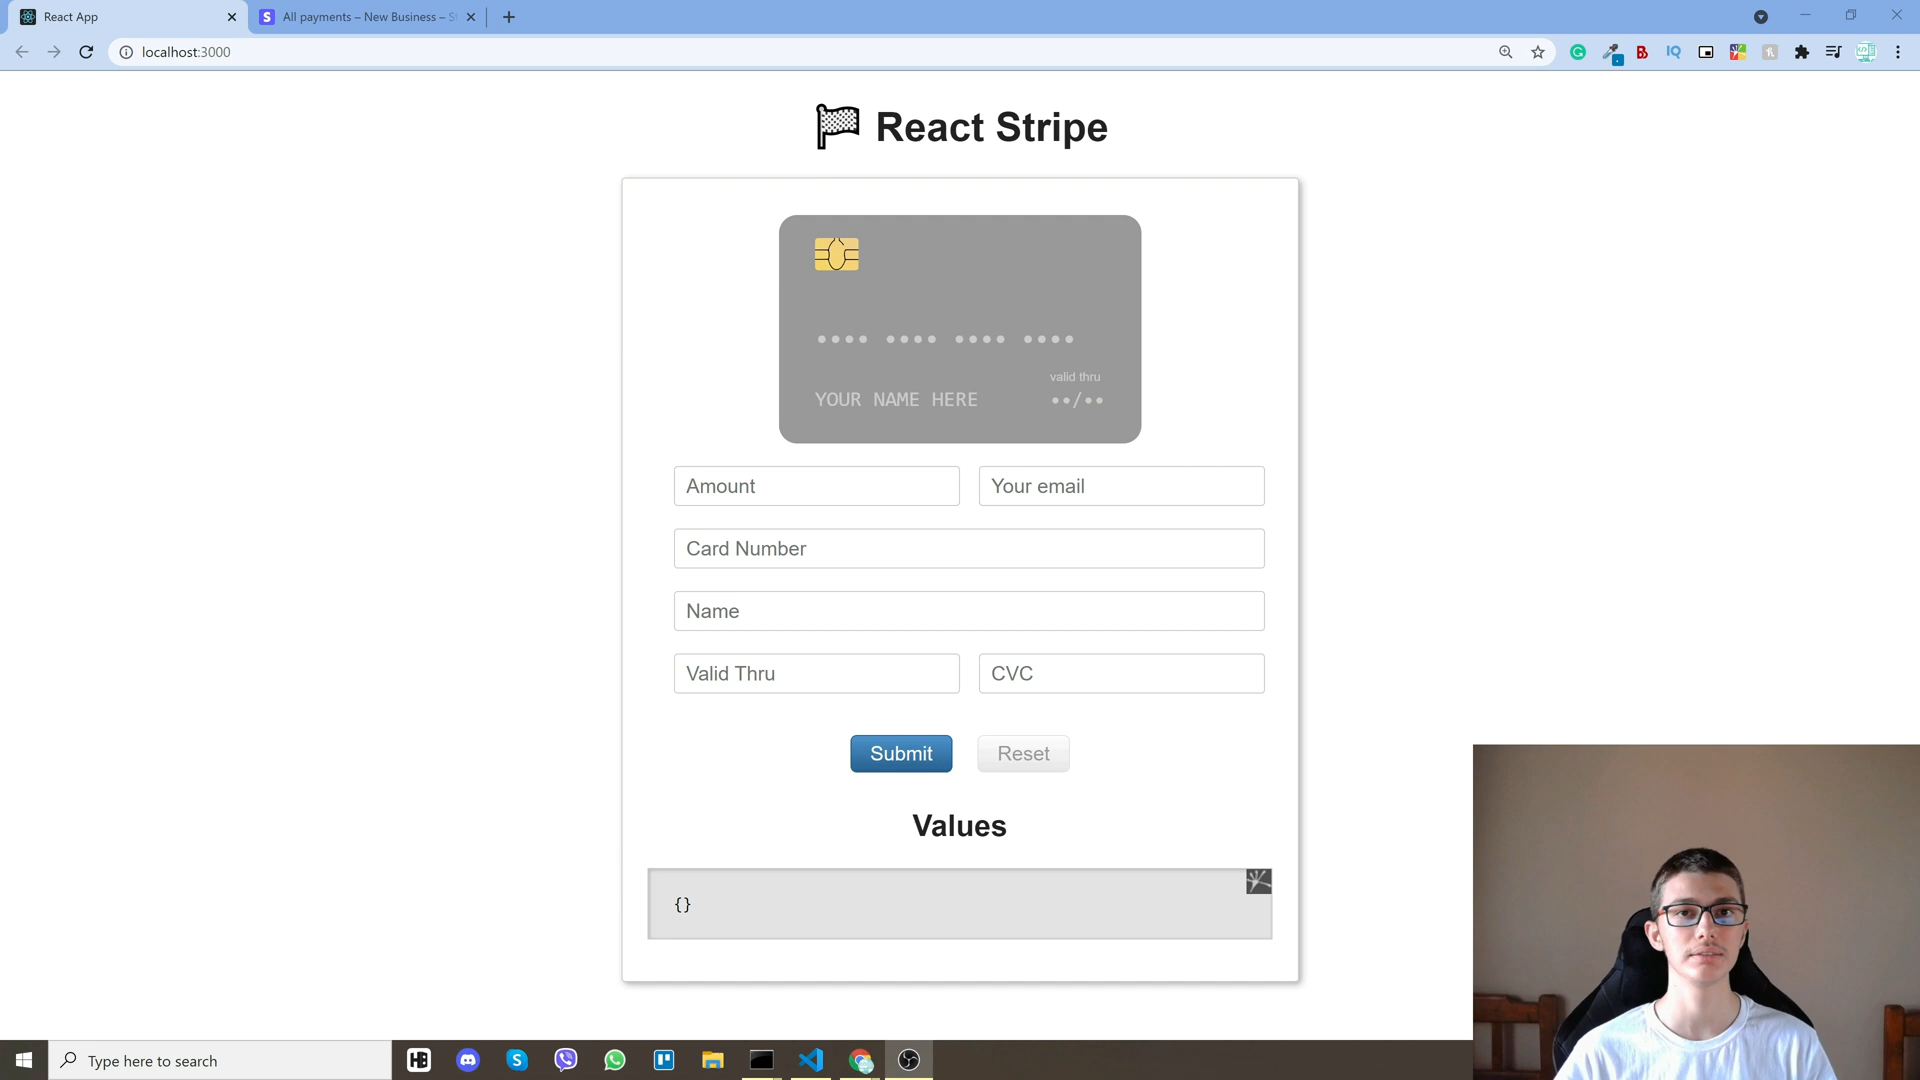 React App
All payments – New Business – S
localhost:3000
IQ
React Stripe
YOUR NAME HERE
valid thru
••/••
Amount
Your email
Card Number
Name
Valid Thru
CVC
Submit
Reset
Values
{}
Type here to search